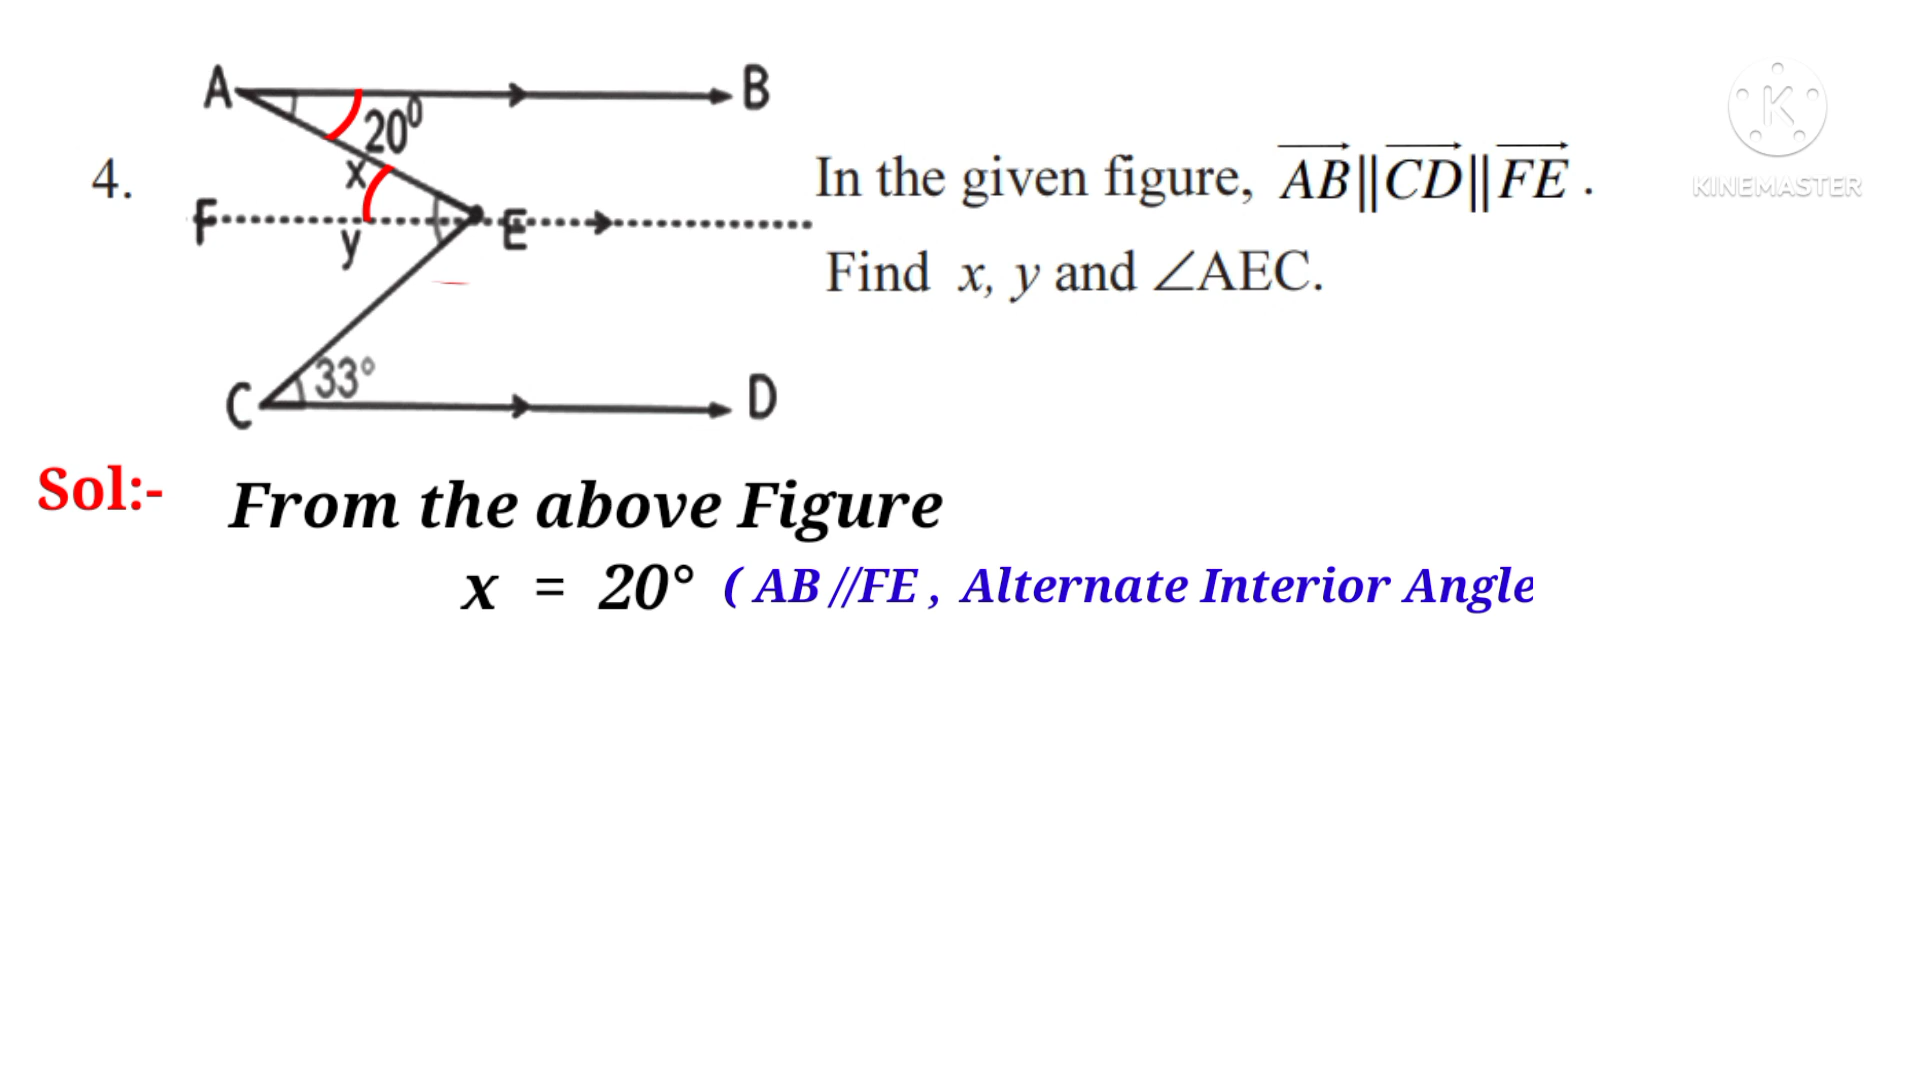 A
B
20⁰
x
4.
In the given figure, AB||CD||FE .
KINEMASTER
F
E
y
Find x, y and ∠AEC.
33°
C
D
Sol:- From the above Figure
x = 20° ( AB //FE , Alternate Interior Angle